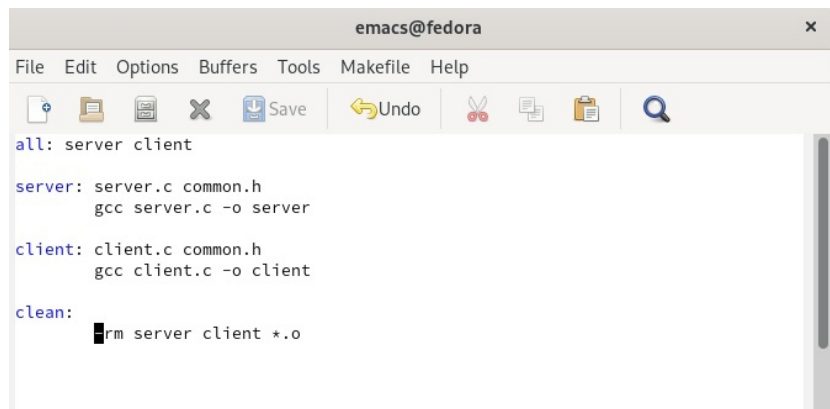 emacs@fedora ×
File Edit Options Buffers Tools Makefile Help
Save Undo
all: server client
server: server.c common.h
gcc server.c -o server
client: client.c common.h
gcc client.c -o client
clean:
-rm server client *.o